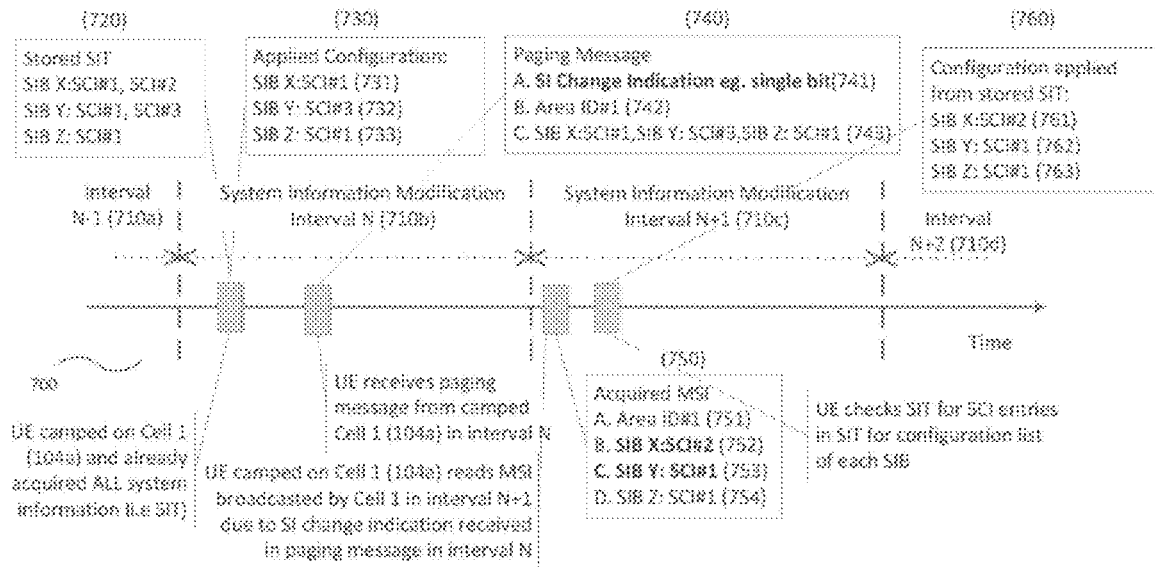 (720)
Stored SIT
SIB X:SCI#1, SCI#2
SIB Y: SCI#1, SCI#3
SIB Z: SCI#1
(730)
Applied Configuration:
SIB X:SCI#1 (731)
SIB Y: SCI#3 (732)
SIB Z: SCI#1 (733)
(740)
Paging Message
A. SI Change Indication eg. single bit(741)
B. Area ID#1 (742)
C. SIB X:SCI#1,SIB Y: SCI#3,SIB Z: SCI#1 (743)
(760)
Configuration applied
from stored SIT:
SIB X:SCI#2 (761)
SIB Y: SCI#1 (762)
SIB Z: SCI#1 (763)
Interval
N-1 (710a)
System Information Modification
Interval N (710b)
System Information Modification
Interval N+1 (710c)
Interval
N+2 (710d)
Time
700
UE camped on Cell 1
(104a) and already
acquired ALL system
information (i.e SIT)
UE receives paging
message from camped
Cell 1 (104a) in interval N
UE camped on Cell 1 (104a) reads MSI
broadcasted by Cell 1 in interval N+1
due to SI change indication received
in paging message in interval N
(750)
Acquired MSI
A. Area ID#1 (751)
B. SIB X:SCI#2 (752)
C. SIB Y: SCI#1 (753)
D. SIB Z: SCI#1 (754)
UE checks SIT for SCI entries
in SIT for configuration list
of each SIB